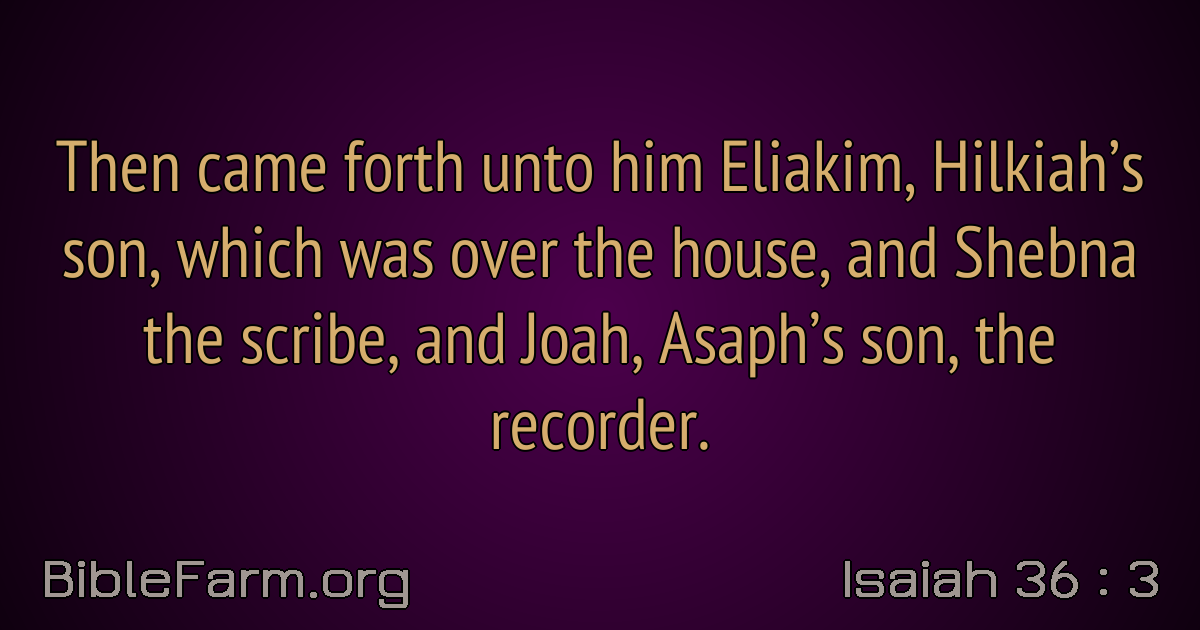 Then came forth unto him Eliakim, Hilkiah’s
son, which was over the house, and Shebna
the scribe, and Joah, Asaph’s son, the
recorder.
BibleFarm.org
Isaiah 36 : 3